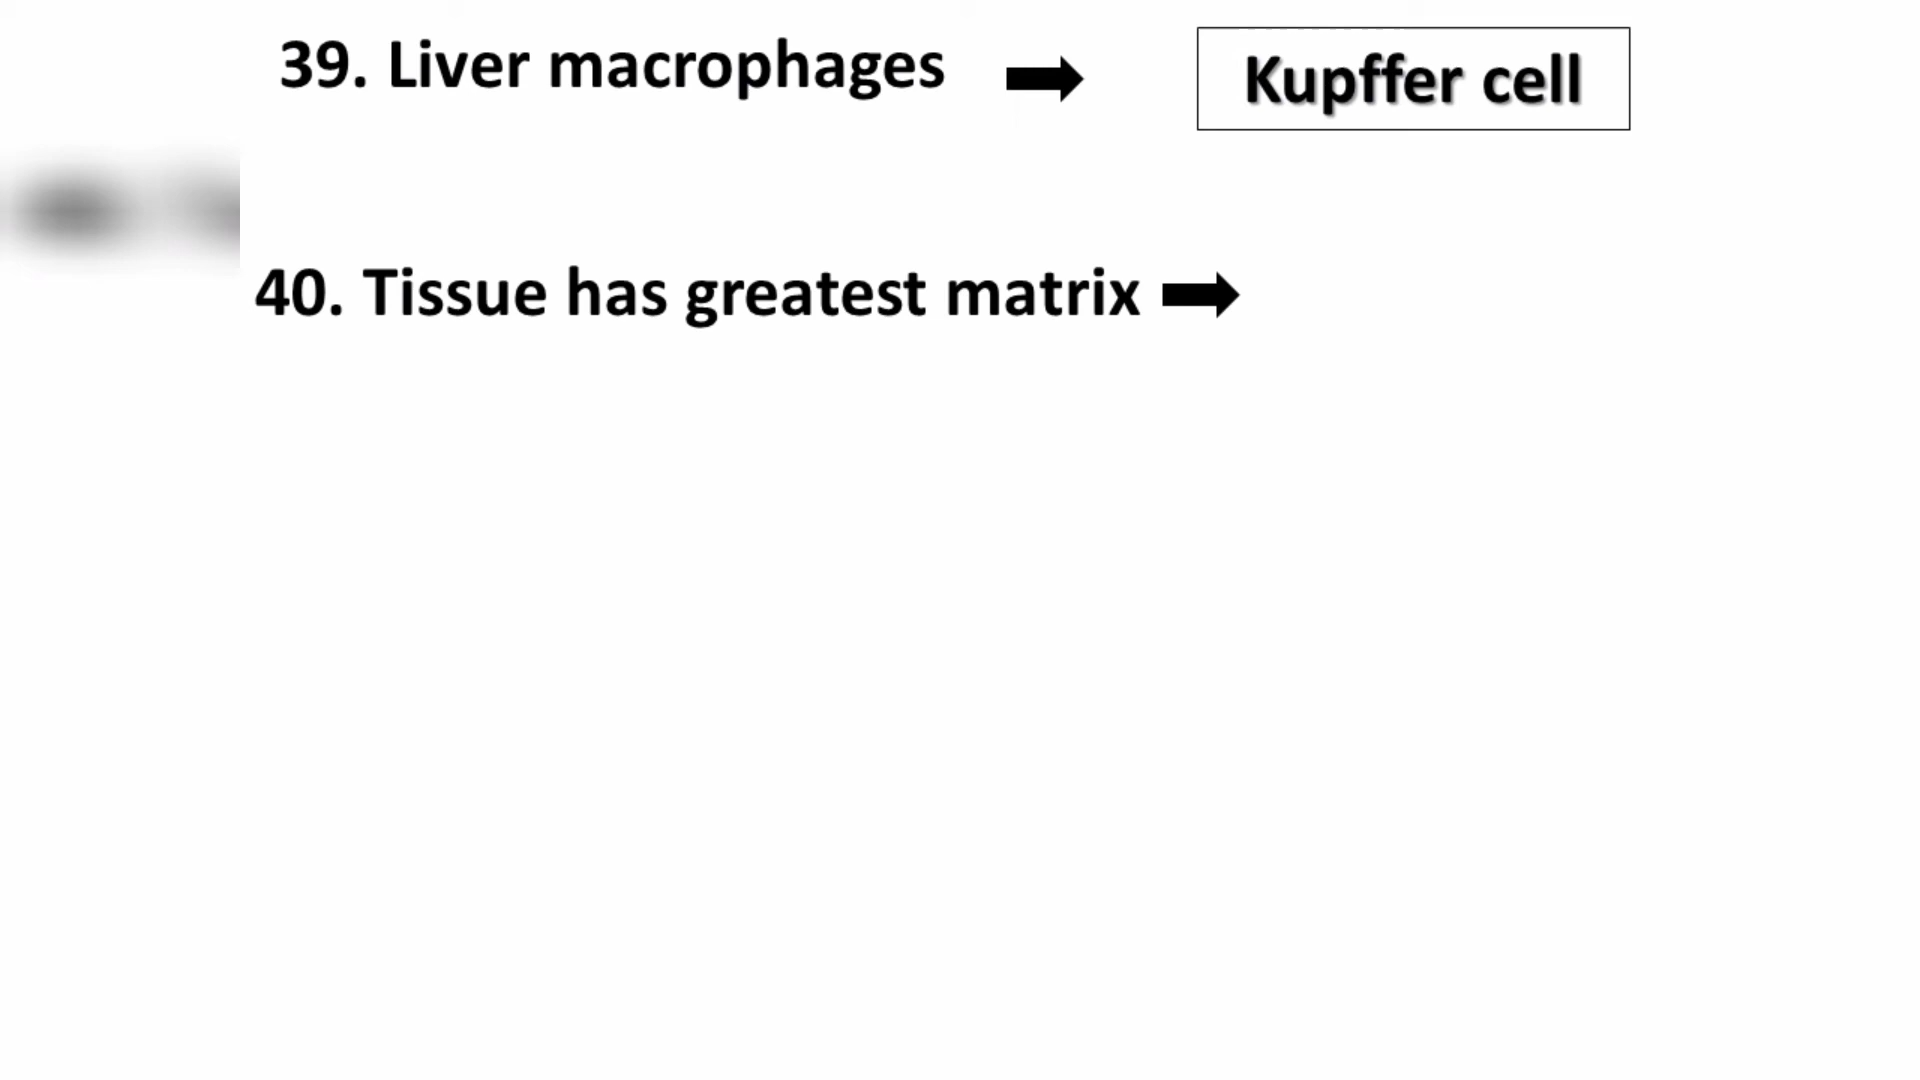 39. Liver macrophages ➡ Kupffer cell
40. Tissue has greatest matrix ➡